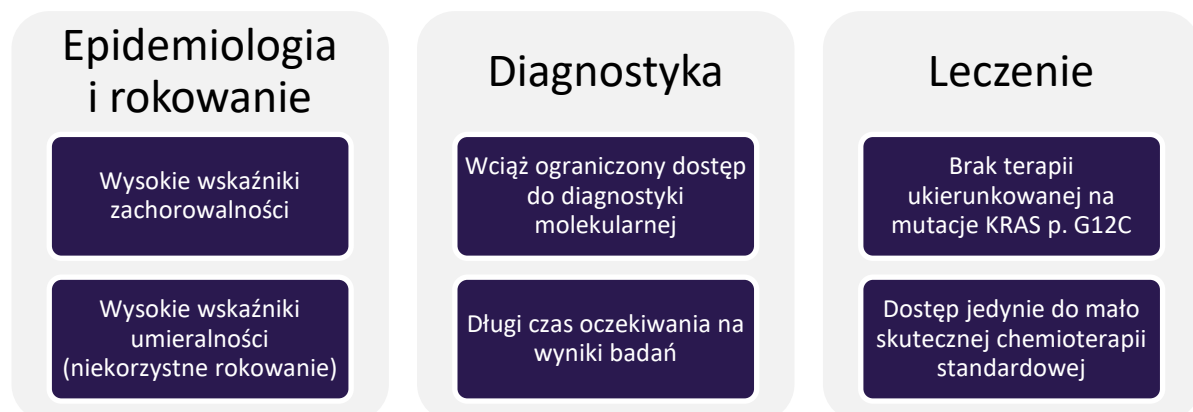 Epidemiologia
i rokowanie
Wysokie wskaźniki
zachorowalności
Wysokie wskaźniki
umieralności
(niekorzystne rokowanie)
Diagnostyka
Wciąż ograniczony dostęp
do diagnostyki
molekularnej
Długi czas oczekiwania na
wyniki badań
Leczenie
Brak terapii
ukierunkowanej na
mutacje KRAS p. G12C
Dostęp jedynie do mało
skutecznej chemioterapii
standardowej